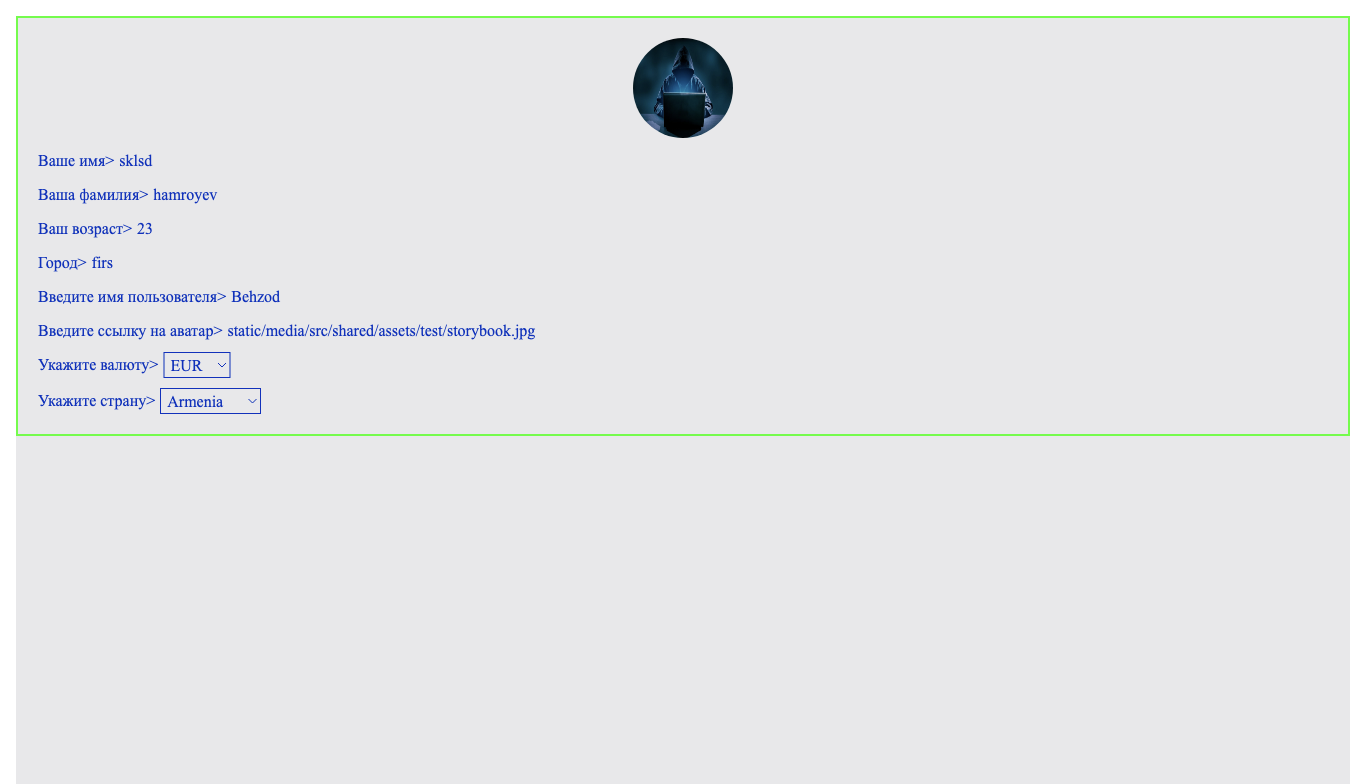 Ваше имя> sklsd
Ваша фамилия> hamroyev
Ваш возраст> 23
Город> firs
Введите имя пользователя> Behzod
Введите ссылку на аватар> static/media/src/shared/assets/test/storybook.jpg
Укажите валюту> EUR
Укажите страну> Armenia